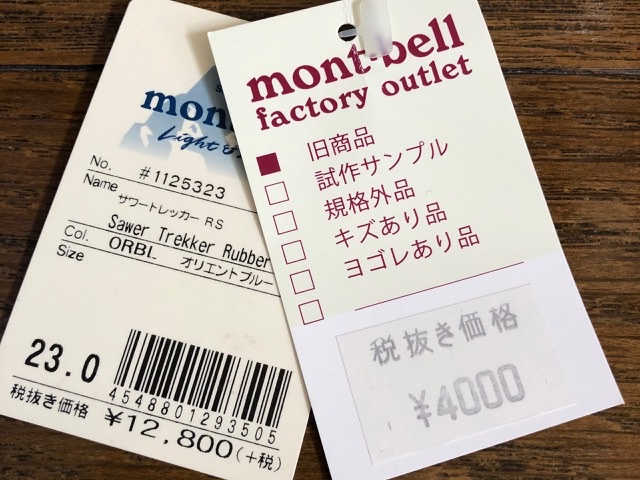 mon
Light &
No. #1125323
Name サワートレッカー RS
Sawer Trekker Rubber
Col. ORBL オリエントブルー
Size
23.0
4548801293505
税抜き価格 ¥12,800(+税)
mont-bell
factory outlet
■ 旧商品
□ 試作サンプル
□ 規格外品
□ キズあり品
□ ヨゴレあり品
□
税抜き価格
¥4000